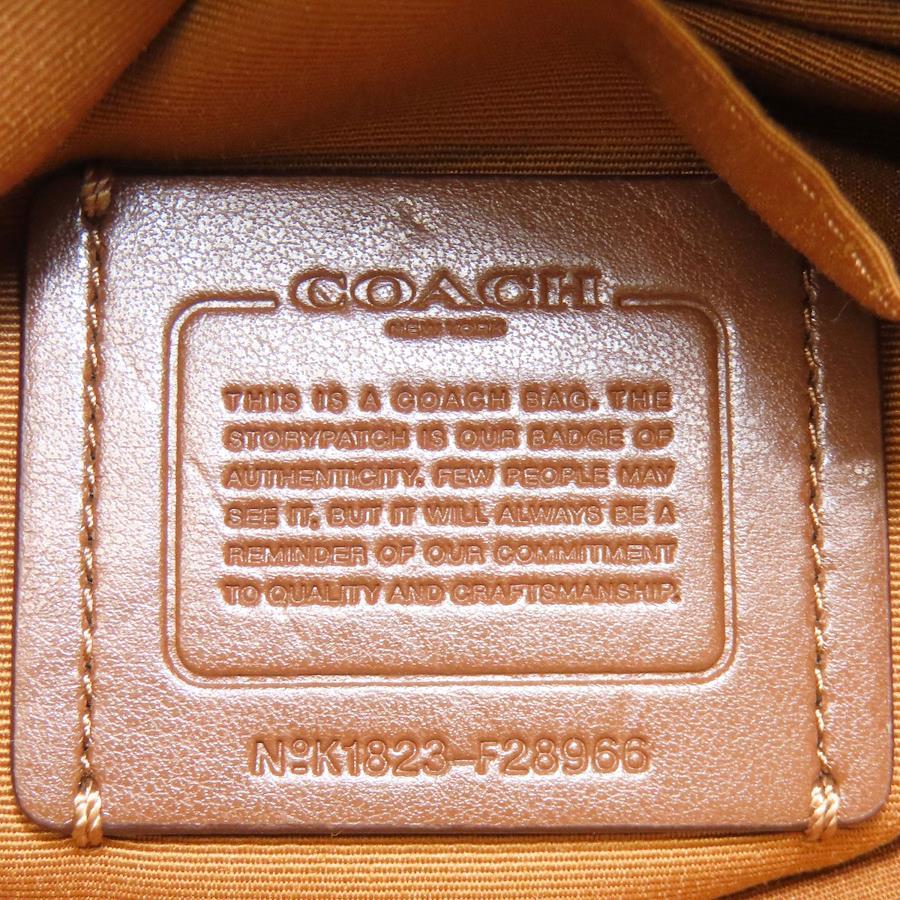 COACH
NEW YORK
THIS IS A COACH BAG. THE
STORYPATCH IS OUR BADGE OF
AUTHENTICITY. FEW PEOPLE MAY
SEE IT, BUT IT WILL ALWAYS BE A
REMINDER OF OUR COMMITMENT
TO QUALITY AND CRAFTSMANSHIP.
NºK1823-F28966